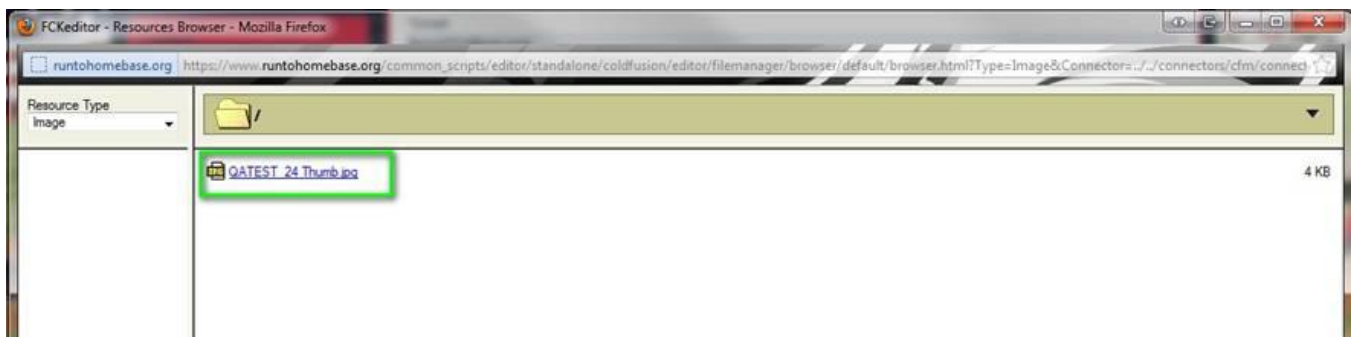 FCKeditor - Resources Browser - Mozilla Firefox
runtohomebase.org https://www.runtohomebase.org/common_scripts/editor/standalone/coldfusion/editor/filemanager/browser/default/browser.html?Type=Image&Connector=../../connectors/cfm/connect
Resource Type
Image
/
QATEST_24 Thumb.jpg 4 KB